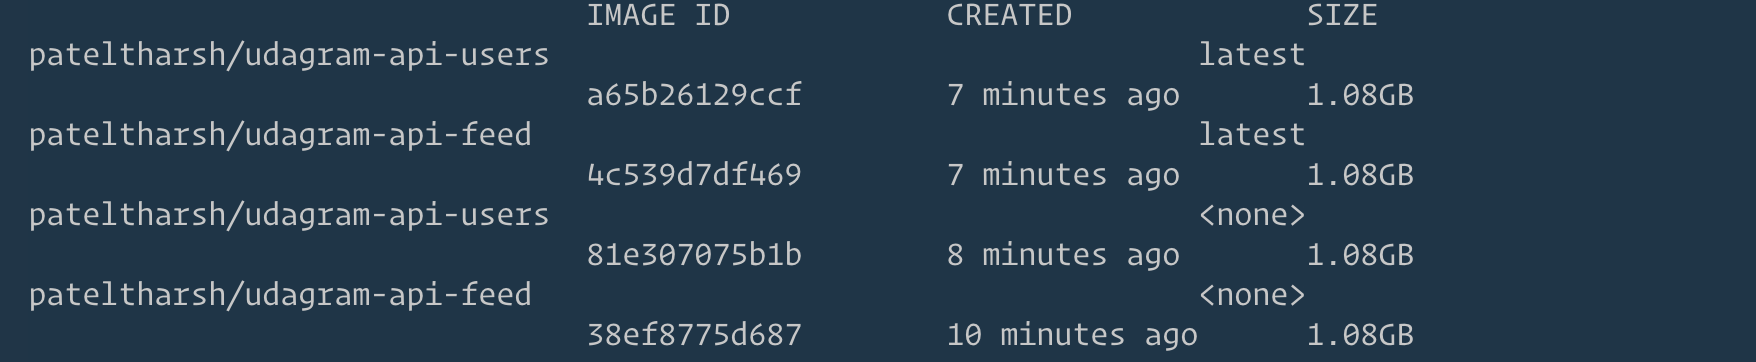 IMAGE ID CREATED SIZE
pateltharsh/udagram-api-users latest
a65b26129ccf 7 minutes ago 1.08GB
pateltharsh/udagram-api-feed latest
4c539d7df469 7 minutes ago 1.08GB
pateltharsh/udagram-api-users <none>
81e307075b1b 8 minutes ago 1.08GB
pateltharsh/udagram-api-feed <none>
38ef8775d687 10 minutes ago 1.08GB